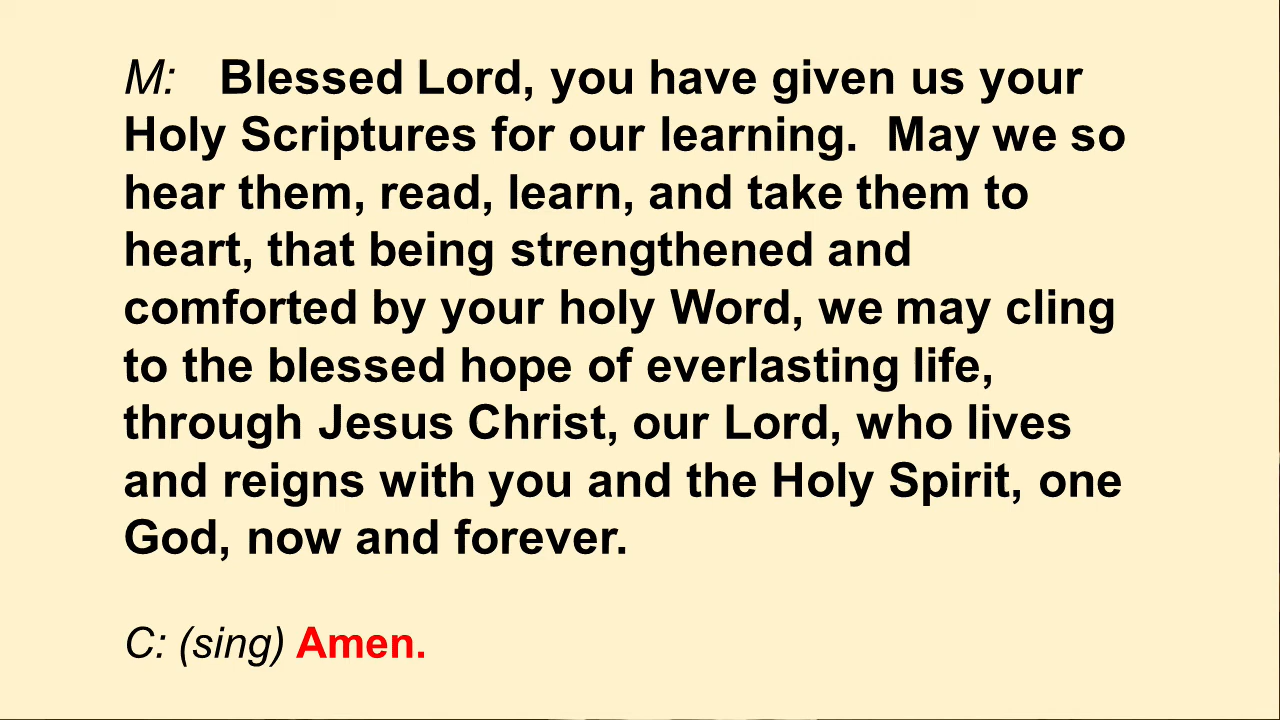 M: Blessed Lord, you have given us your
Holy Scriptures for our learning. May we so
hear them, read, learn, and take them to
heart, that being strengthened and
comforted by your holy Word, we may cling
to the blessed hope of everlasting life,
through Jesus Christ, our Lord, who lives
and reigns with you and the Holy Spirit, one
God, now and forever.
C: (sing) Amen.